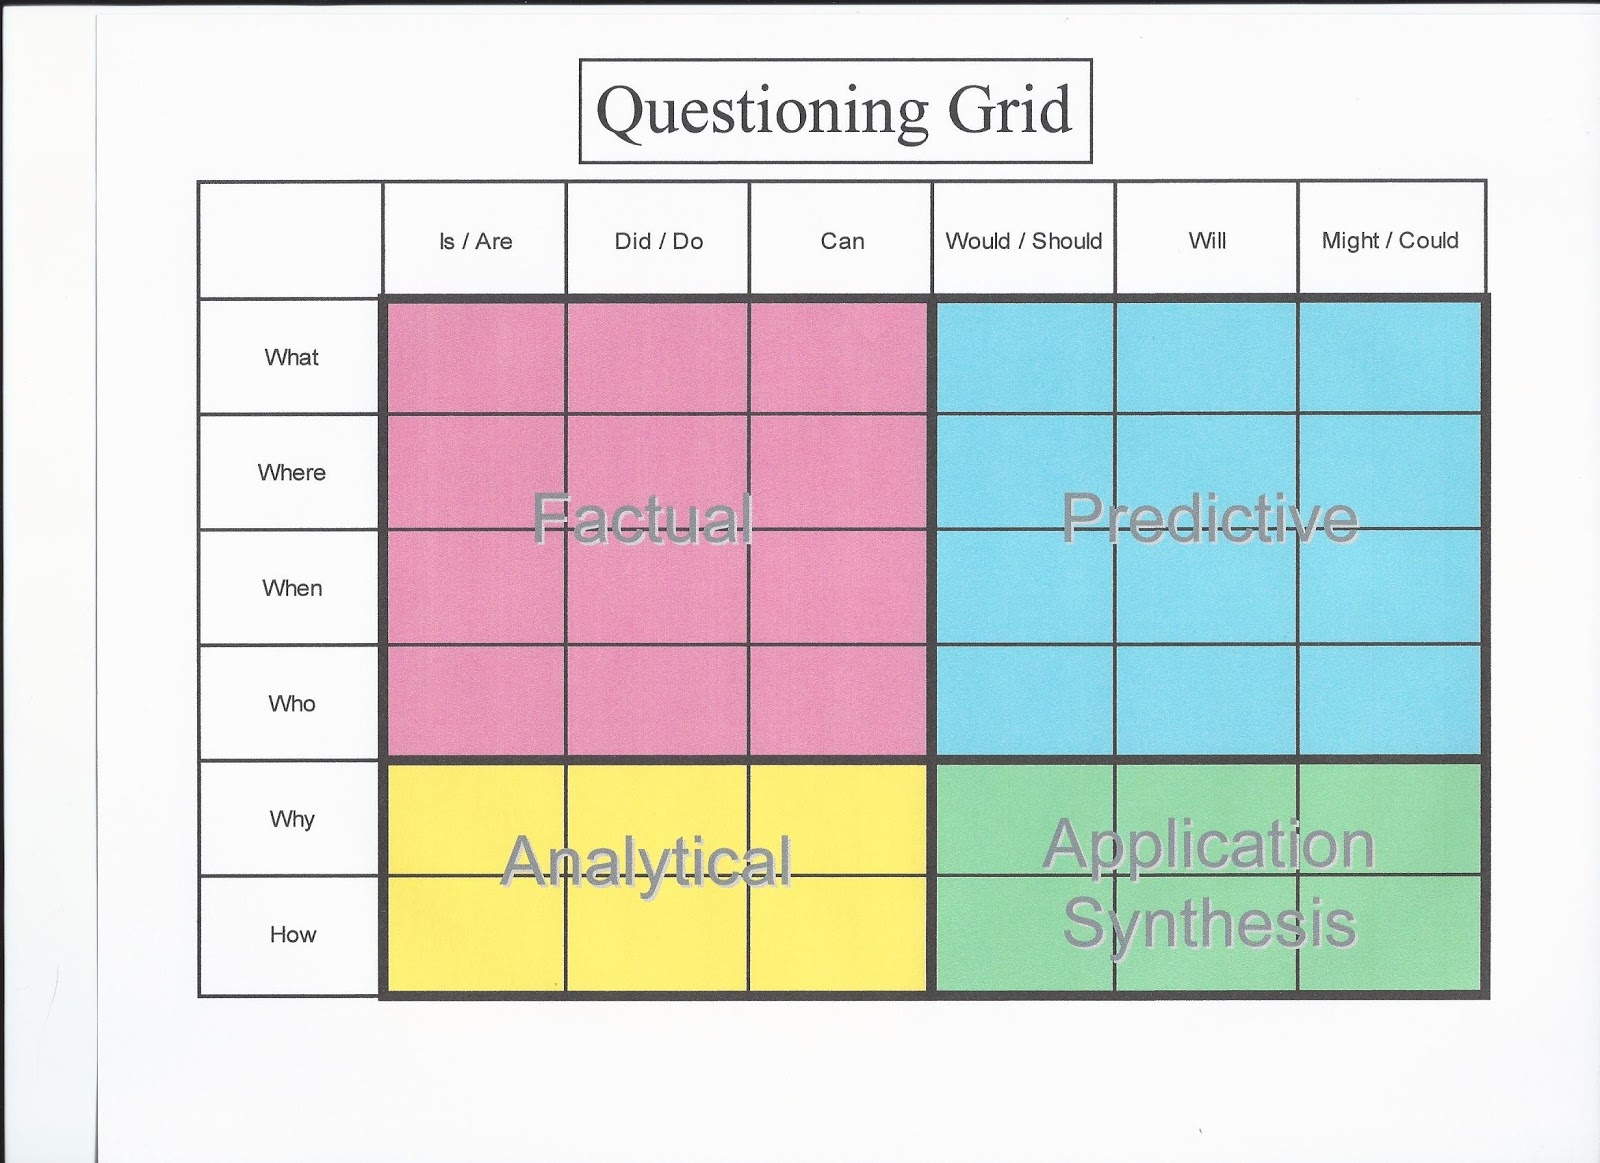 Questioning Grid
Is / Are
Did / Do
Can
Would / Should
Will
Might / Could
What
Where
Factual
Predictive
When
Who
Why
Analytical
Application
Synthesis
How